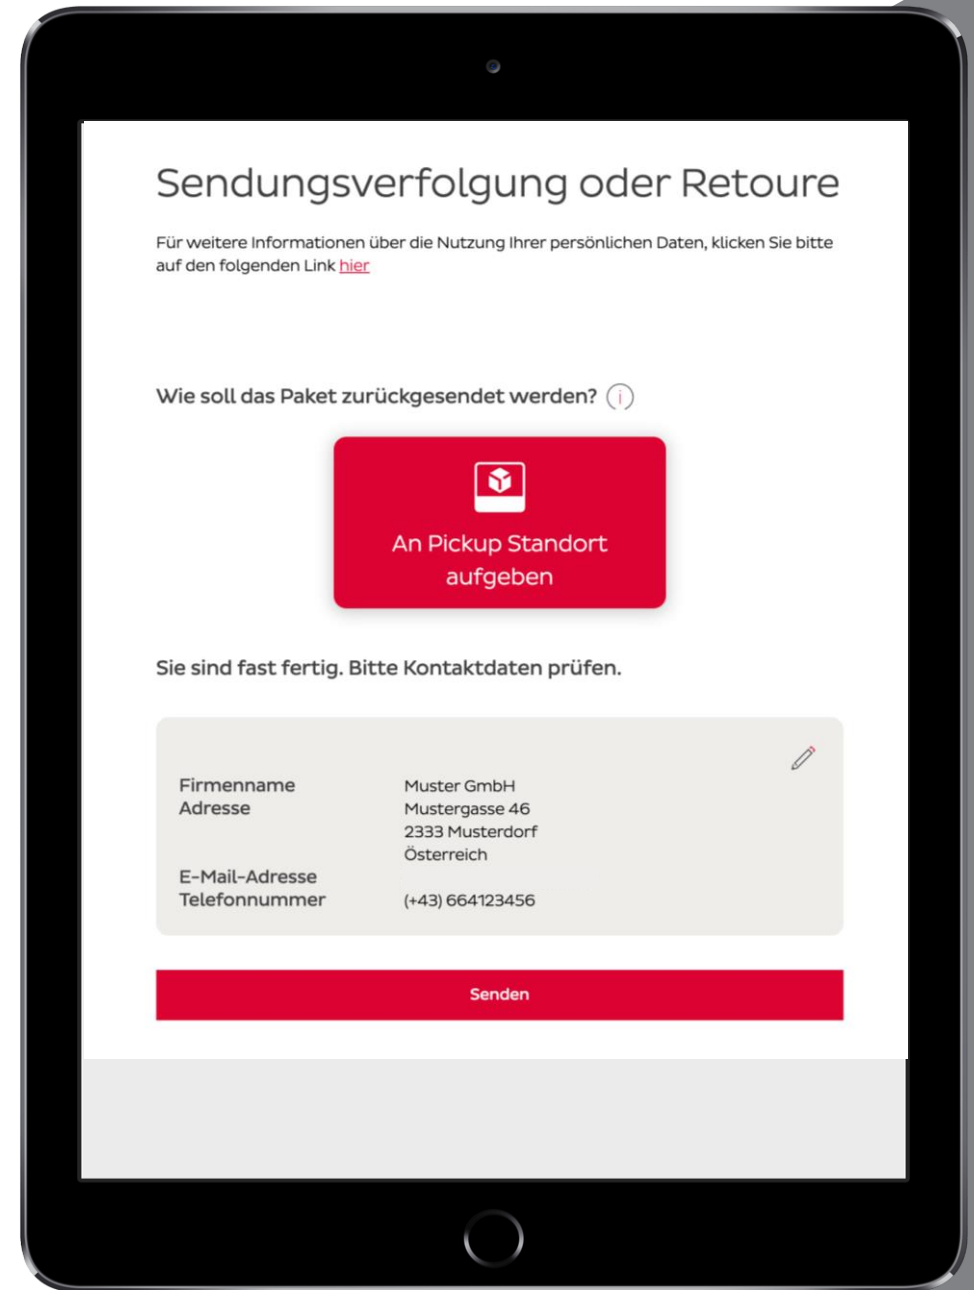 Sendungsverfolgung oder Retoure
Für weitere Informationen über die Nutzung Ihrer persönlichen Daten, klicken Sie bitte
auf den folgenden Link hier
Wie soll das Paket zurückgesendet werden? i
An Pickup Standort
aufgeben
Sie sind fast fertig. Bitte Kontaktdaten prüfen.
Firmenname Muster GmbH
Adresse Mustergasse 46
2333 Musterdorf
Österreich
E-Mail-Adresse
Telefonnummer (+43) 664123456
Senden